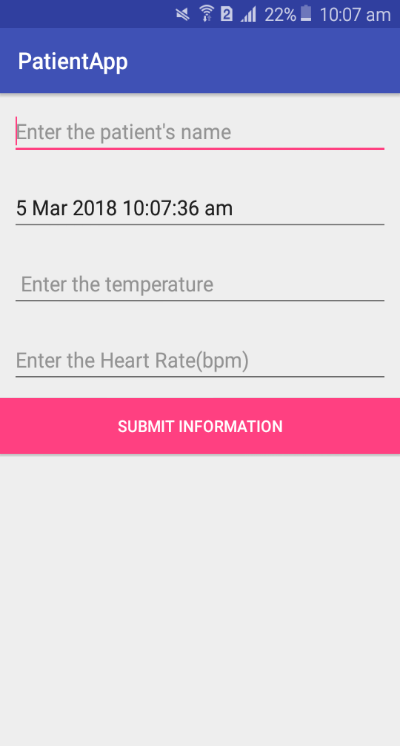 2 22% 10:07 am
PatientApp
Enter the patient's name
5 Mar 2018 10:07:36 am
Enter the temperature
Enter the Heart Rate(bpm)
SUBMIT INFORMATION